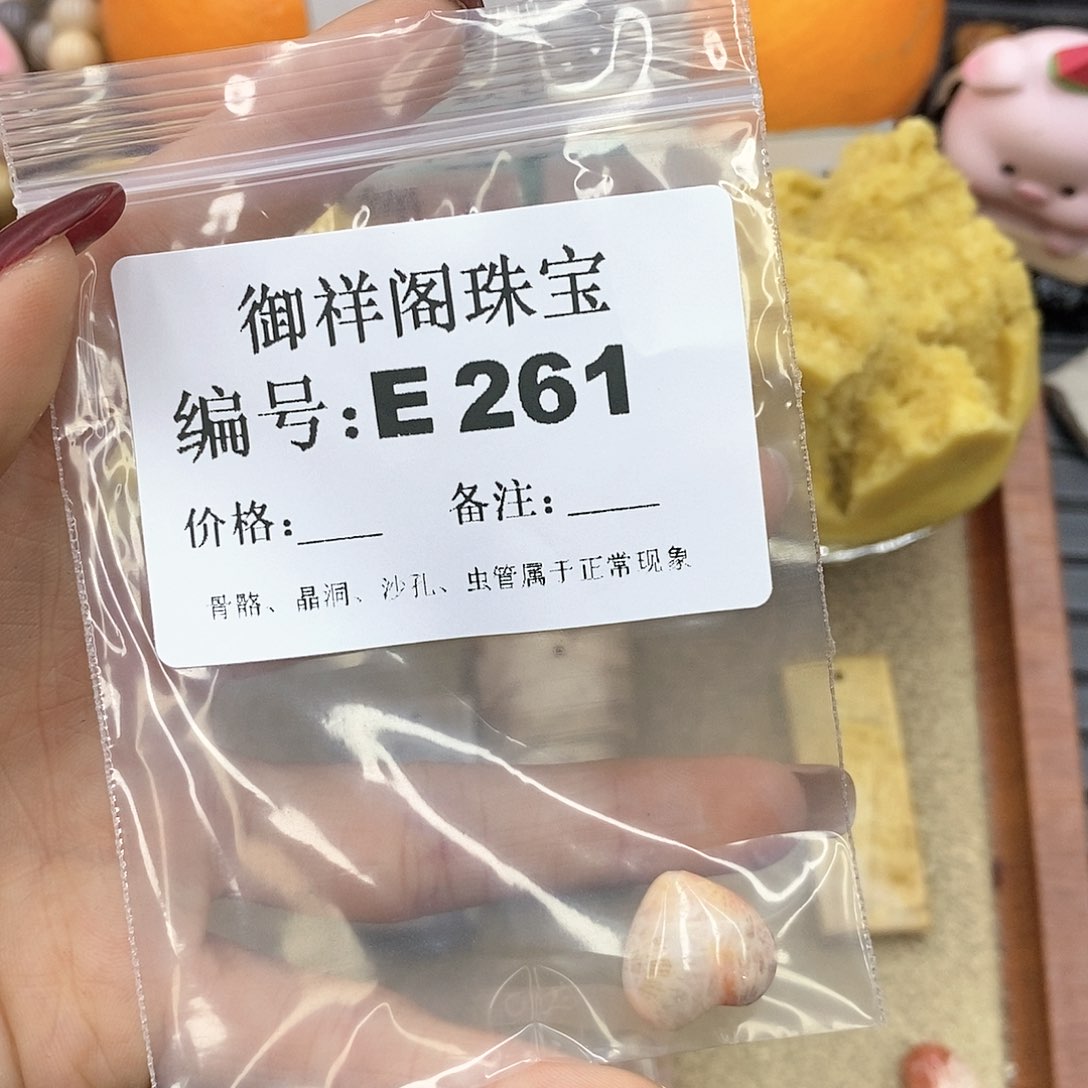 御祥阁珠宝
编号:E 261
价格:____ 备注:____
骨骼、晶洞、沙孔、虫管属于正常现象